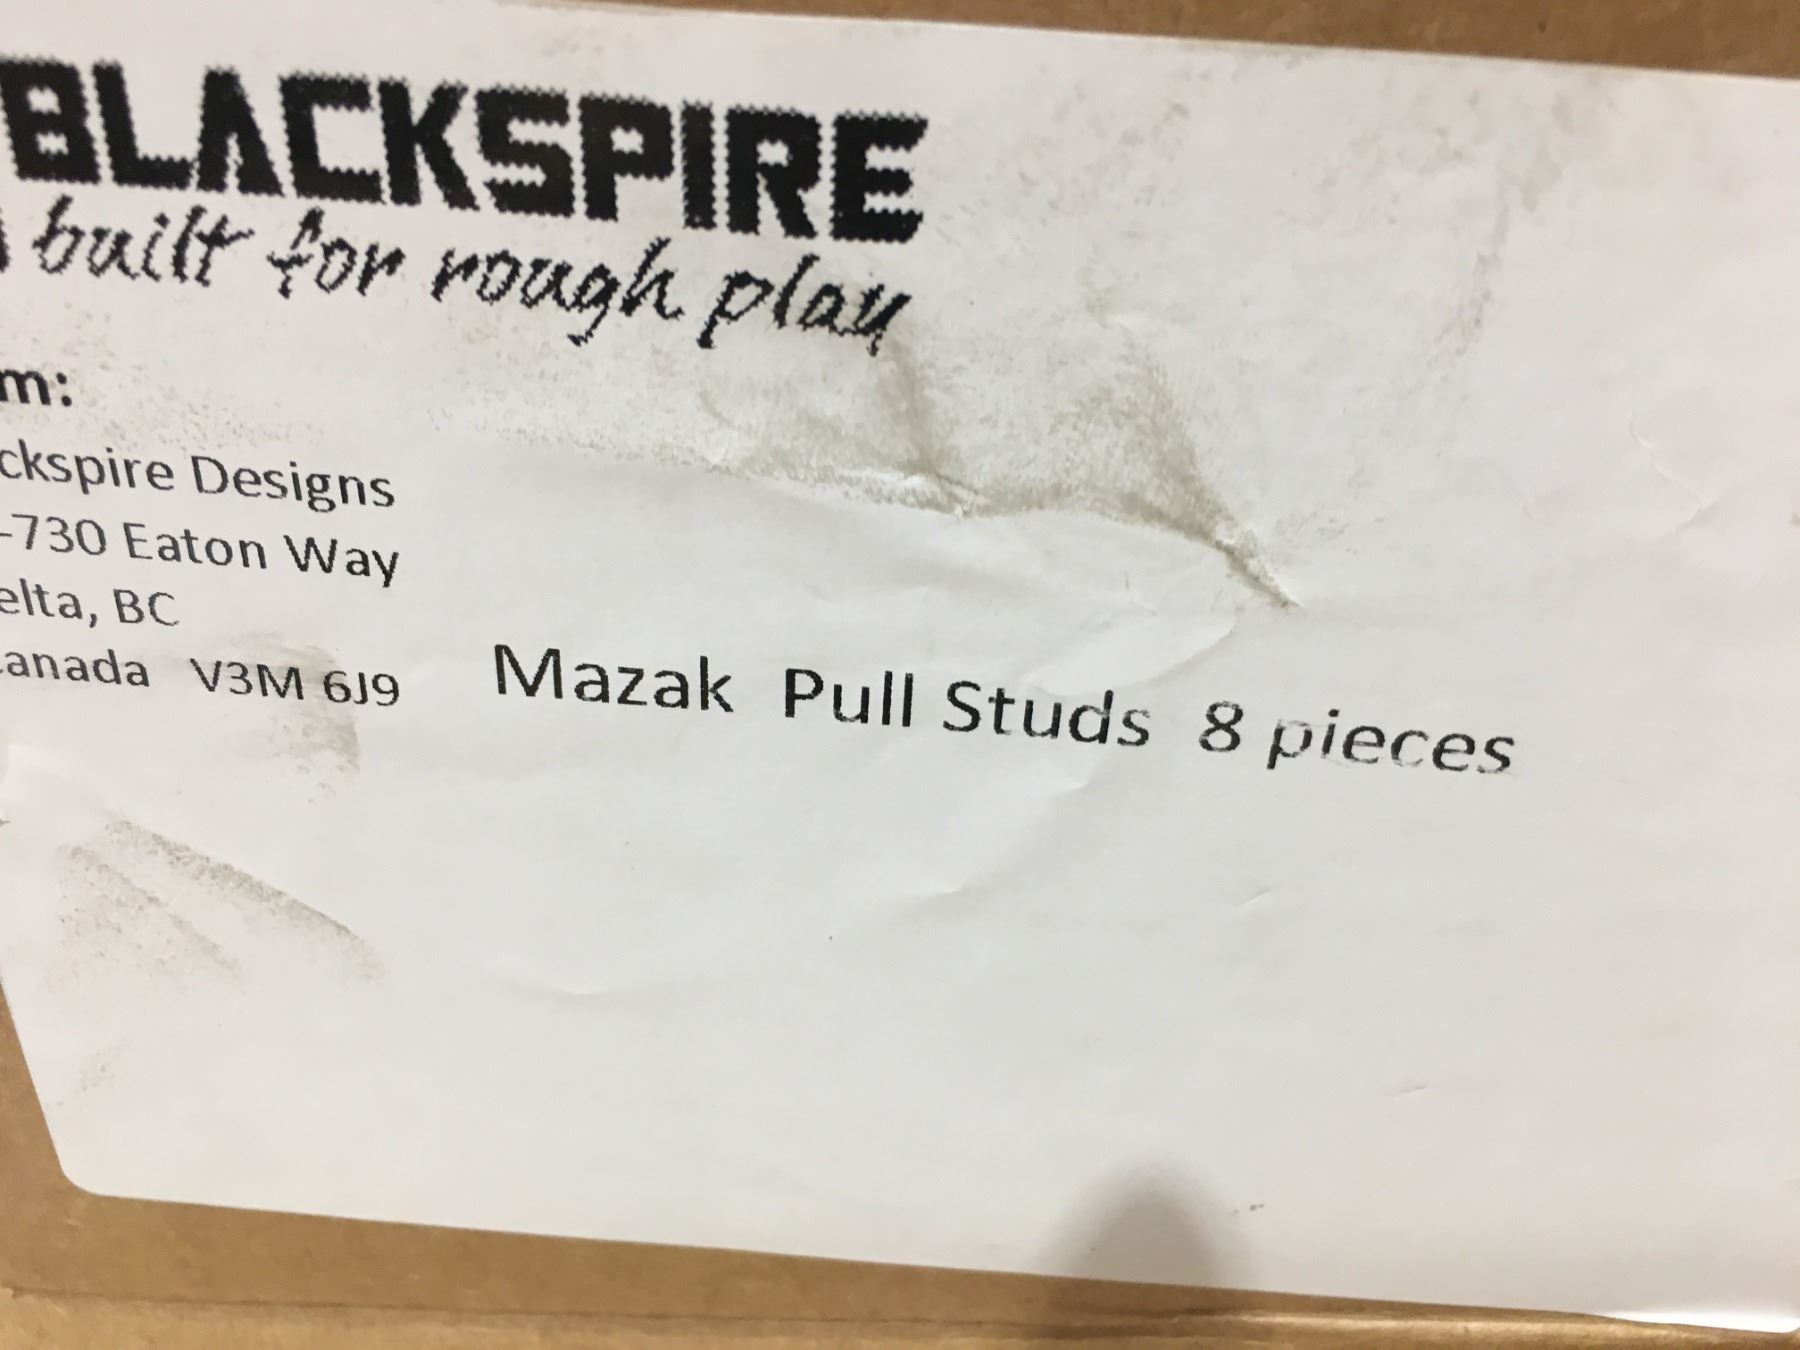 BLACKSPIRE
built for rough play
m:
ckspire Designs
-730 Eaton Way
elta, BC
anada V3M 6J9
Mazak Pull Studs 8 pieces